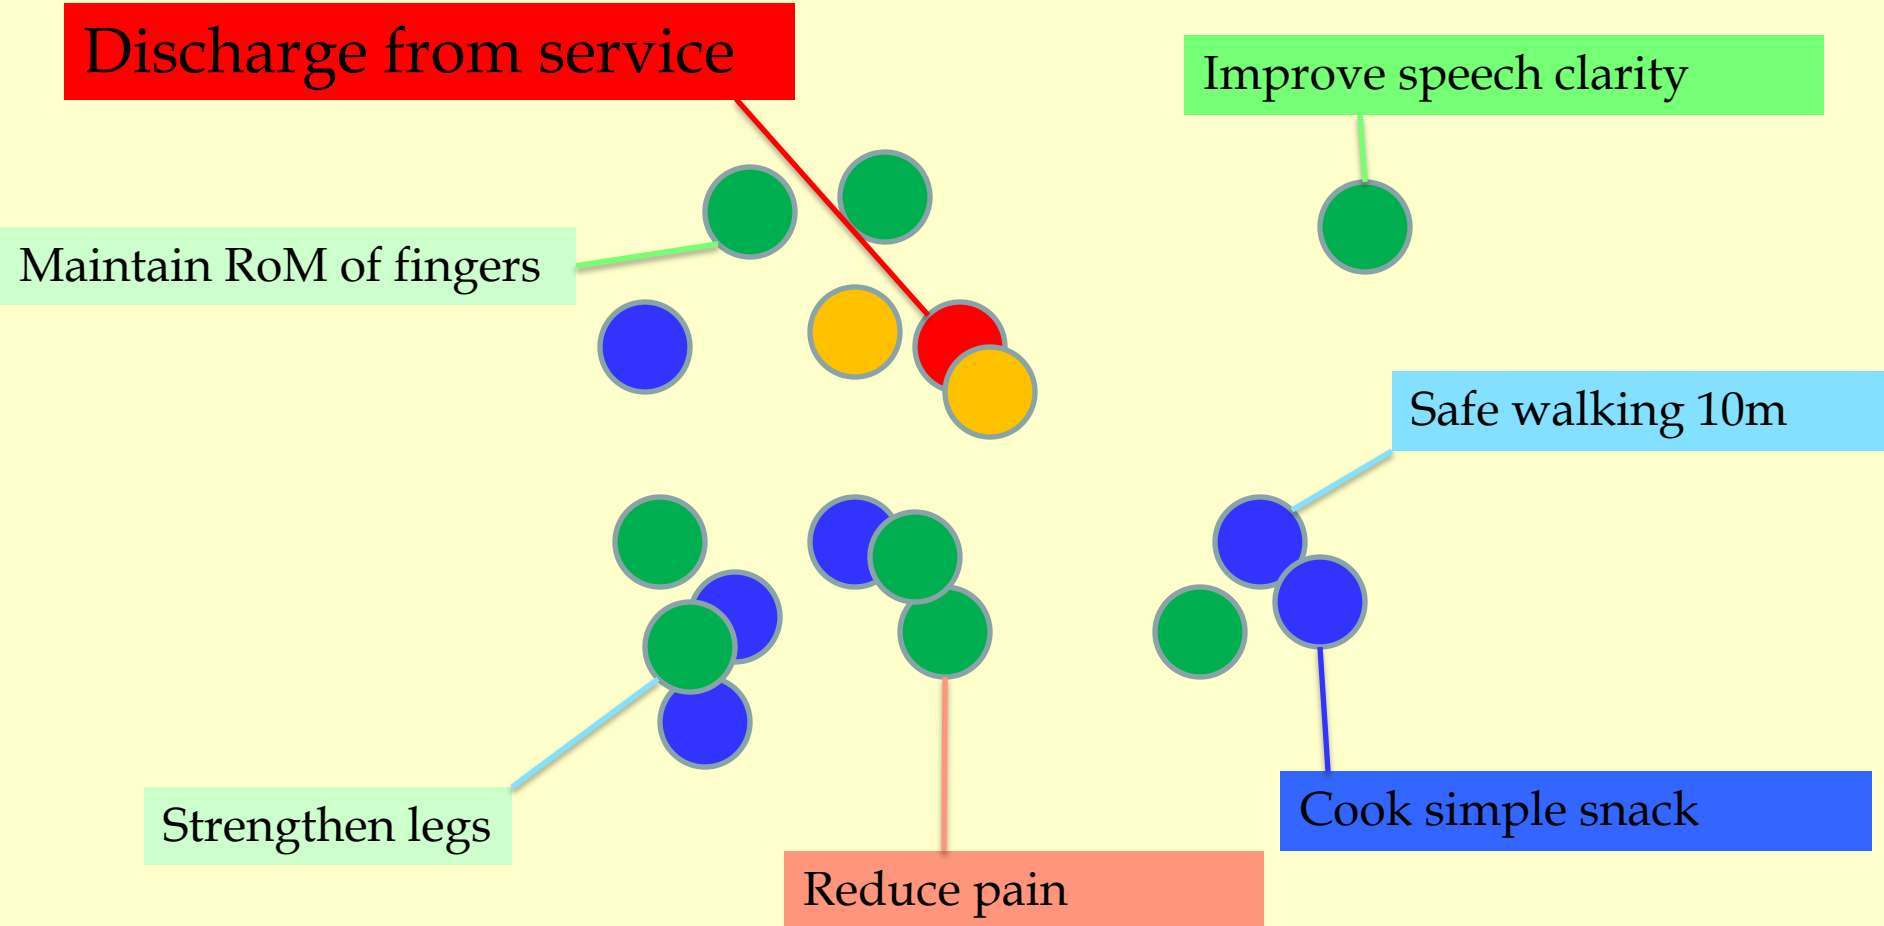 Discharge from service
Improve speech clarity
Maintain RoM of fingers
Safe walking 10m
Strengthen legs
Cook simple snack
Reduce pain